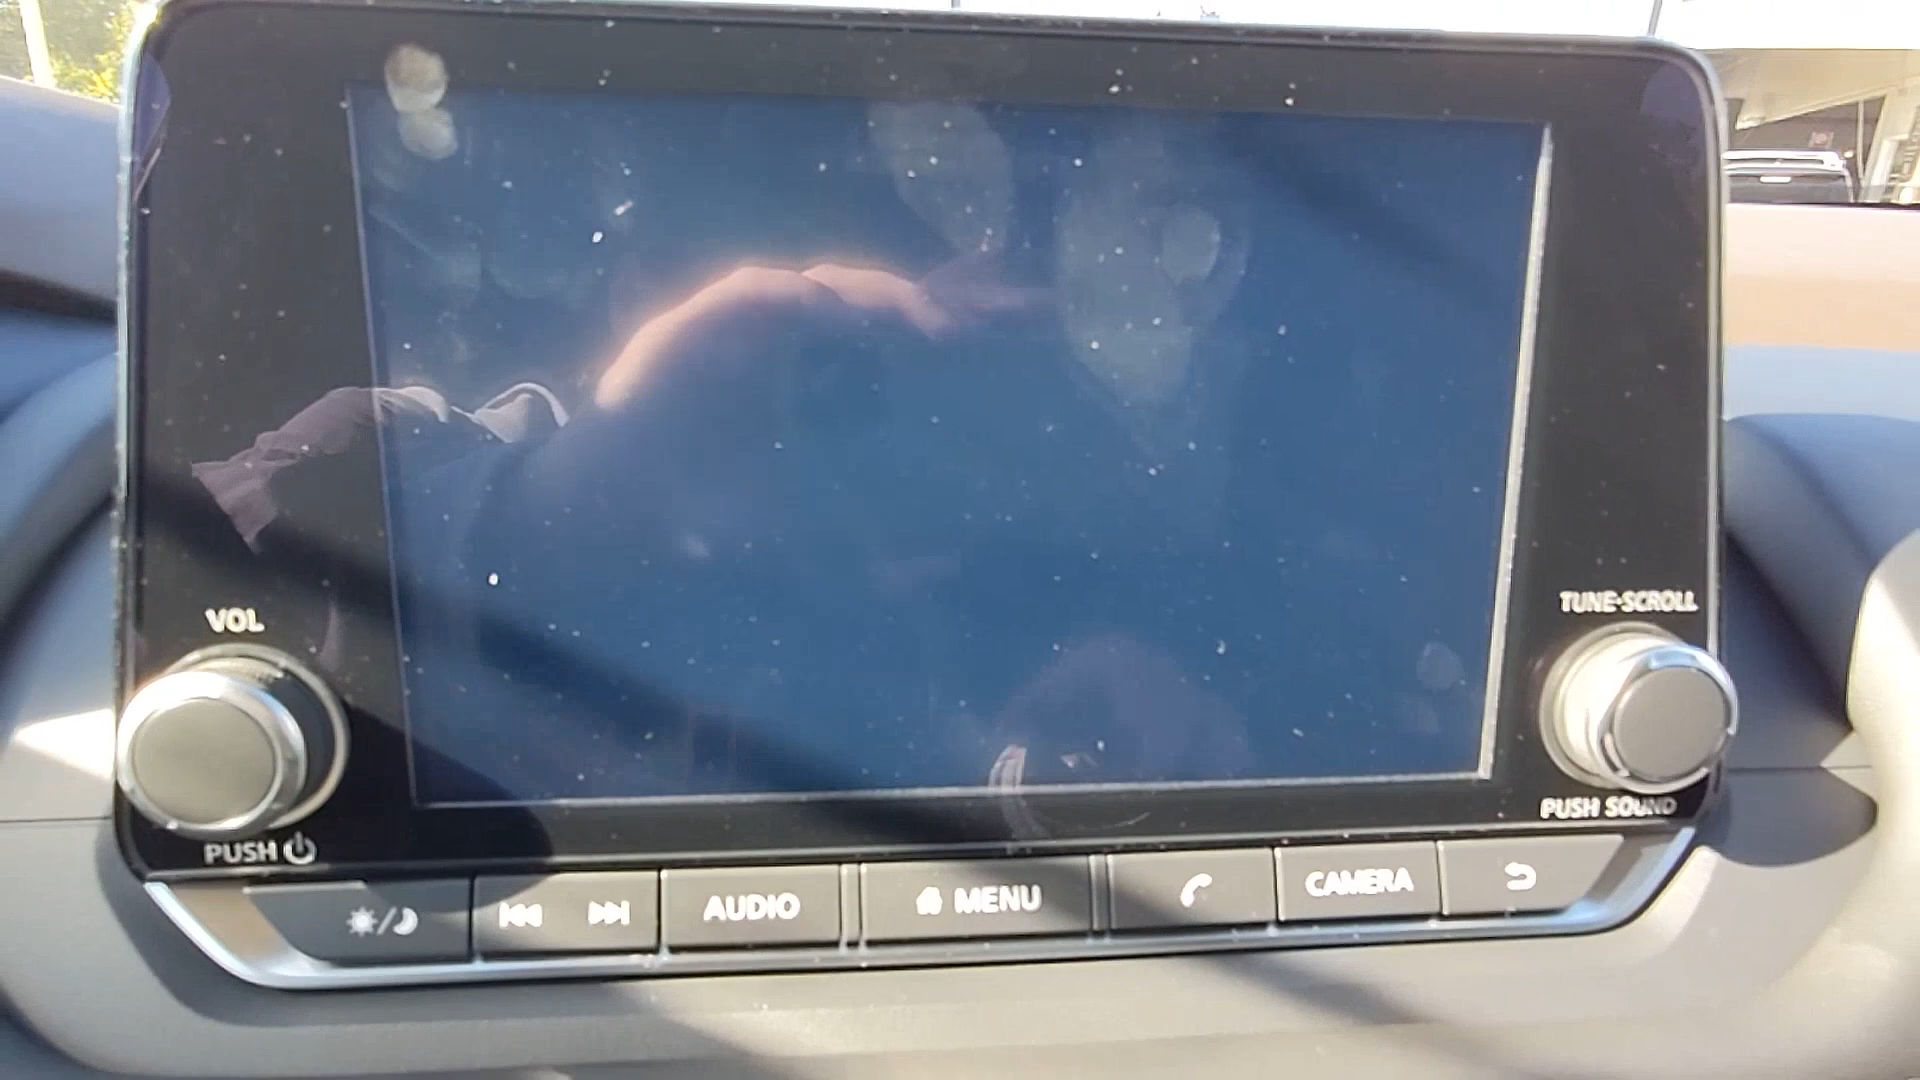 VOL
TUNE·SCROLL
PUSH
PUSH SOUND
AUDIO
MENU
CAMERA